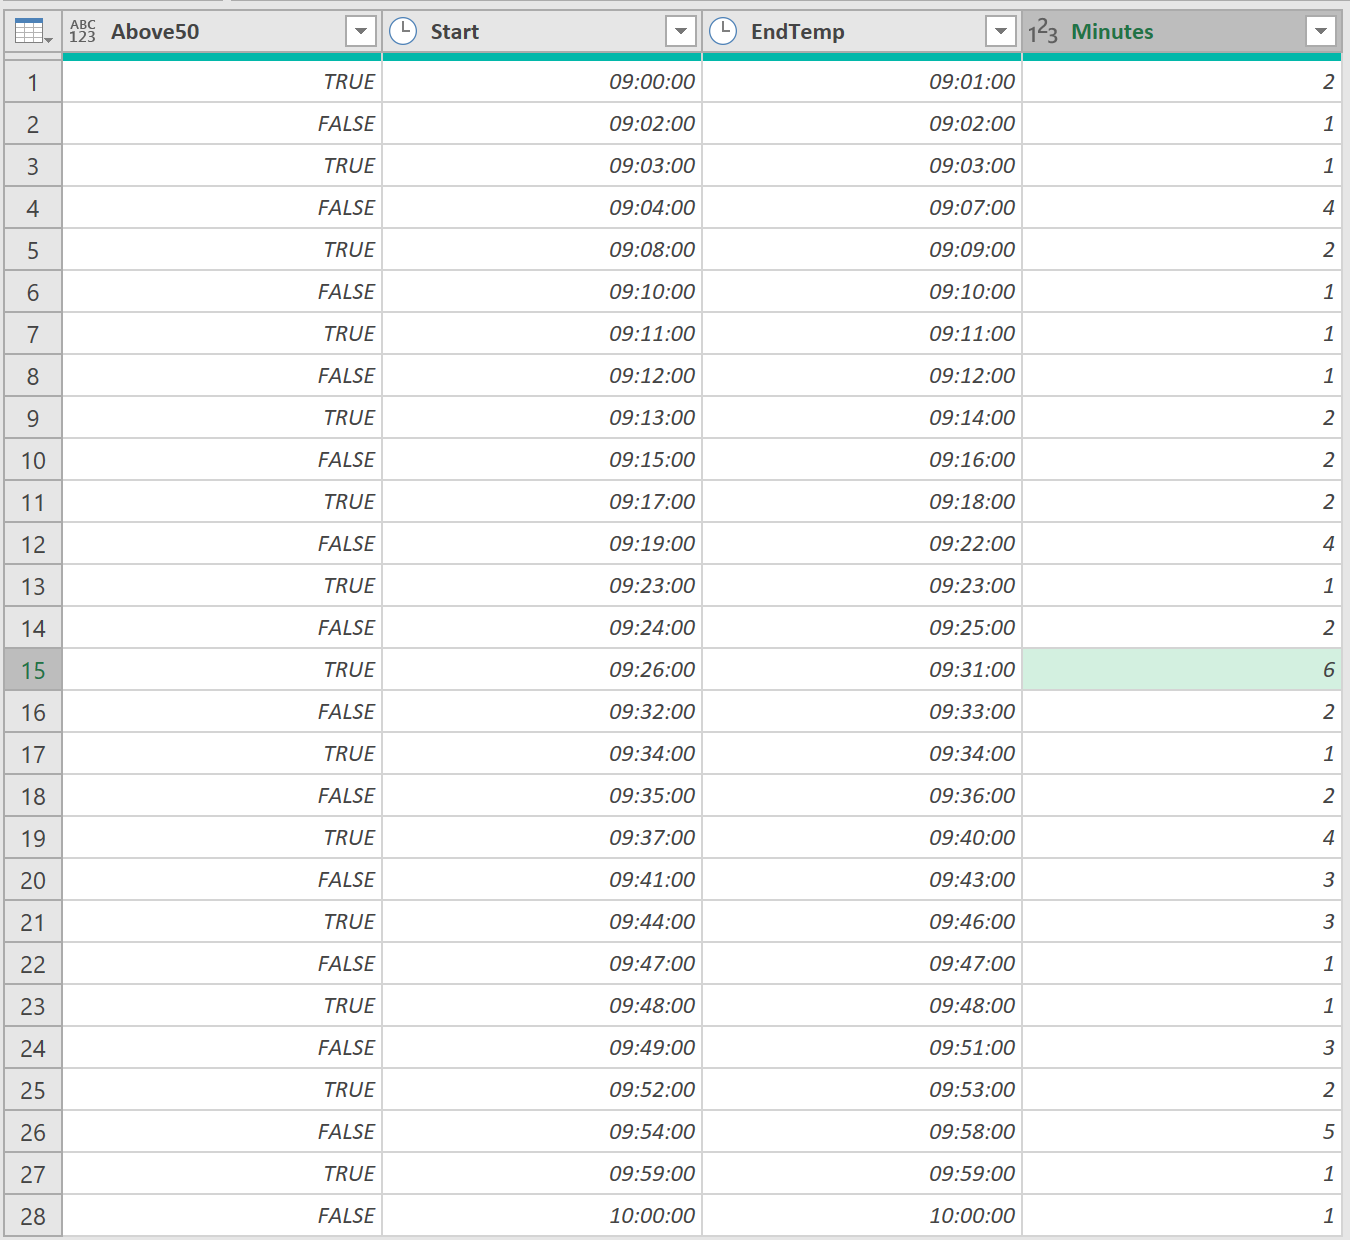 ABC 123 Above50 Start EndTemp 123 Minutes
1 TRUE 09:00:00 09:01:00 2
2 FALSE 09:02:00 09:02:00 1
3 TRUE 09:03:00 09:03:00 1
4 FALSE 09:04:00 09:07:00 4
5 TRUE 09:08:00 09:09:00 2
6 FALSE 09:10:00 09:10:00 1
7 TRUE 09:11:00 09:11:00 1
8 FALSE 09:12:00 09:12:00 1
9 TRUE 09:13:00 09:14:00 2
10 FALSE 09:15:00 09:16:00 2
11 TRUE 09:17:00 09:18:00 2
12 FALSE 09:19:00 09:22:00 4
13 TRUE 09:23:00 09:23:00 1
14 FALSE 09:24:00 09:25:00 2
15 TRUE 09:26:00 09:31:00 6
16 FALSE 09:32:00 09:33:00 2
17 TRUE 09:34:00 09:34:00 1
18 FALSE 09:35:00 09:36:00 2
19 TRUE 09:37:00 09:40:00 4
20 FALSE 09:41:00 09:43:00 3
21 TRUE 09:44:00 09:46:00 3
22 FALSE 09:47:00 09:47:00 1
23 TRUE 09:48:00 09:48:00 1
24 FALSE 09:49:00 09:51:00 3
25 TRUE 09:52:00 09:53:00 2
26 FALSE 09:54:00 09:58:00 5
27 TRUE 09:59:00 09:59:00 1
28 FALSE 10:00:00 10:00:00 1